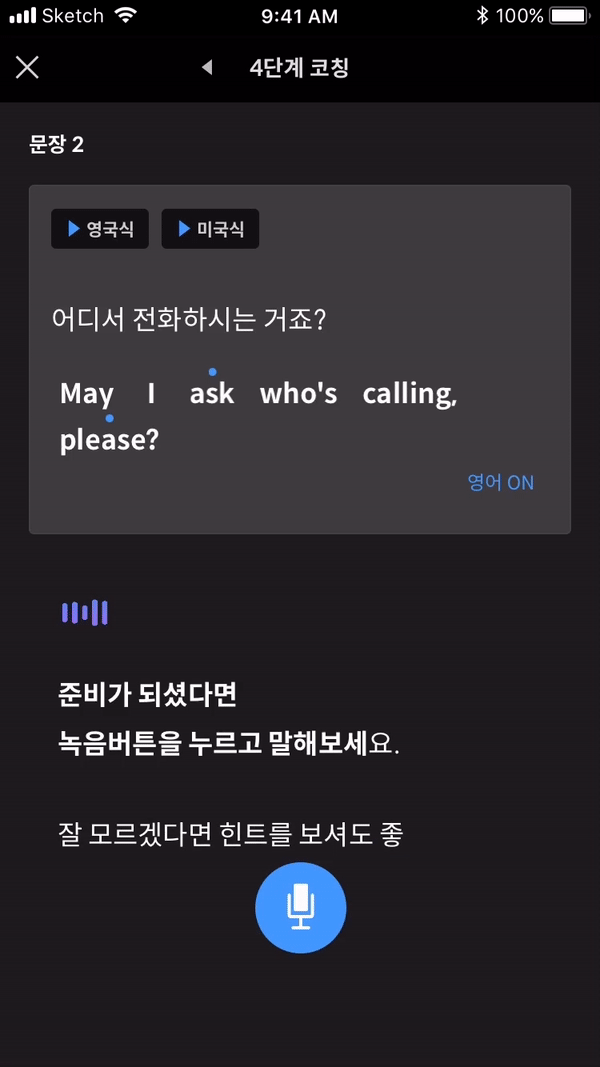 Sketch 9:41 AM 100%
4단계 코칭
문장 2
영국식 미국식
어디서 전화하시는 거죠?
May I ask who's calling,
please?
영어 ON
준비가 되셨다면
녹음버튼을 누르고 말해보세요.
잘 모르겠다면 힌트를 보셔도 좋